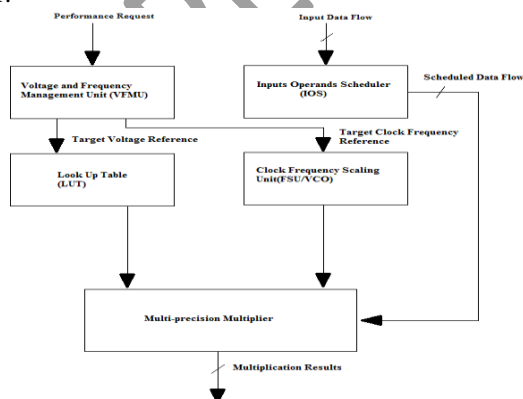 Performance Request
Input Data Flow
Voltage and Frequency
Management Unit (VFMU)
Inputs Operands Scheduler
(IOS)
Scheduled Data Flow
Target Voltage Reference
Target Clock Frequency
Reference
Look Up Table
(LUT)
Clock Frequency Scaling
Unit(FSU/VCO)
Multi-precision Multiplier
Multiplication Results